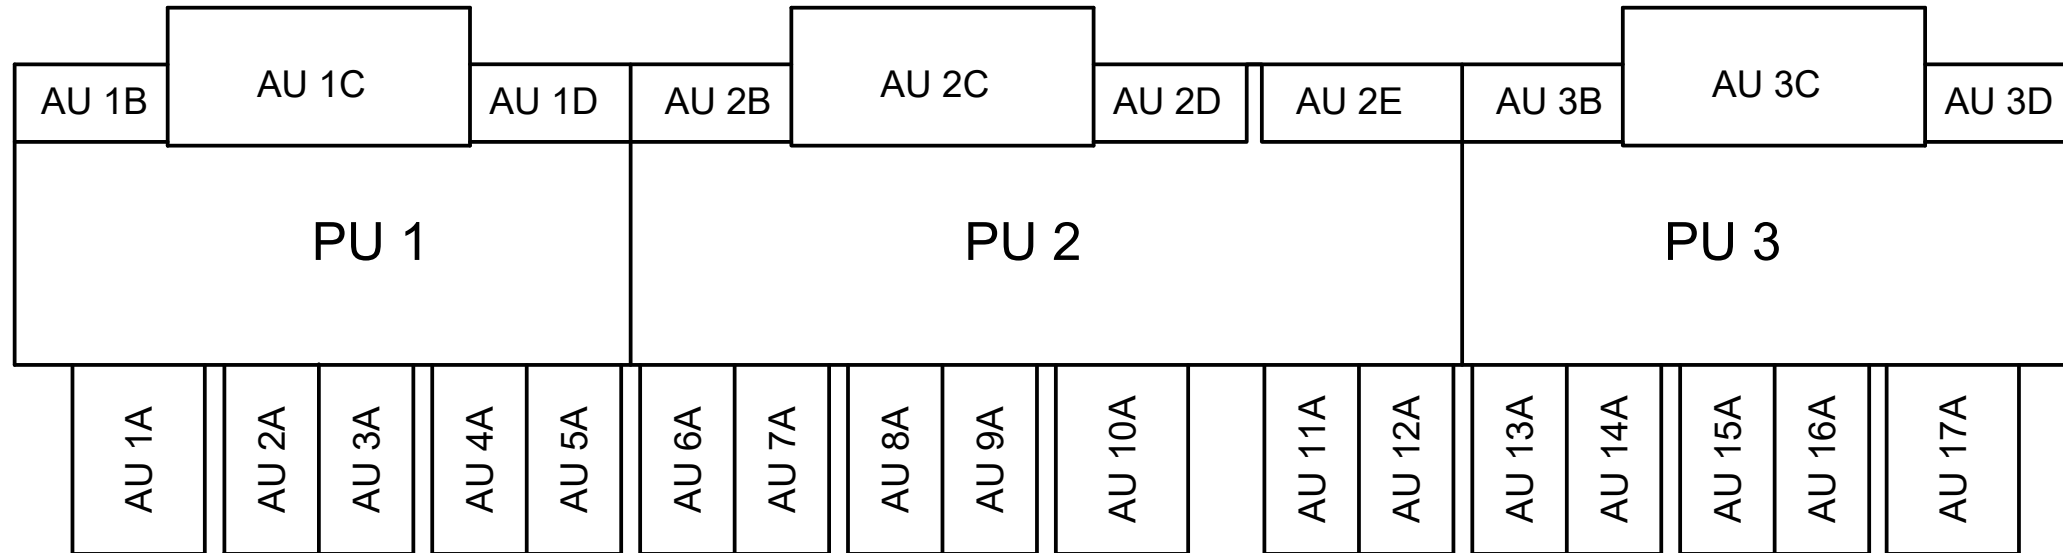 AU 1B
AU 1C
AU 1D
AU 2B
AU 2C
AU 2D
AU 2E
AU 3B
AU 3C
AU 3D
PU 1
PU 2
PU 3
AU 1A
AU 2A
AU 3A
AU 4A
AU 5A
AU 6A
AU 7A
AU 8A
AU 9A
AU 10A
AU 11A
AU 12A
AU 13A
AU 14A
AU 15A
AU 16A
AU 17A